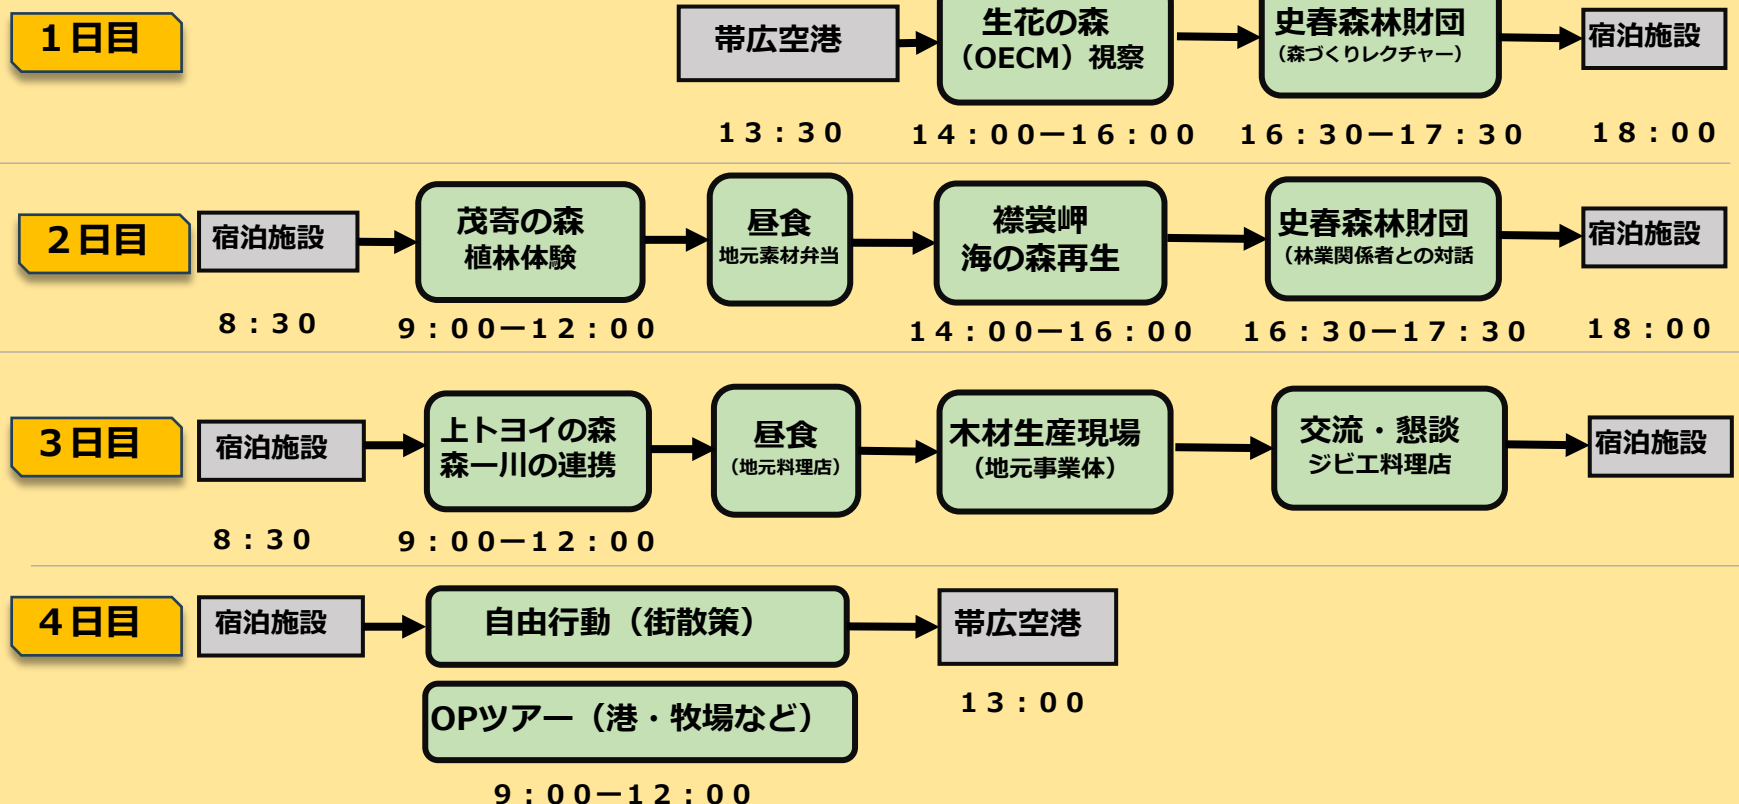 1日目
帯広空港
生花の森
（OECM）視察
史春森林財団
（森づくりレクチャー）
宿泊施設
13：30
14：00ー16：00
16：30ー17：30
18：00
2日目
宿泊施設
茂寄の森
植林体験
昼食
地元素材弁当
襟裳岬
海の森再生
史春森林財団
（林業関係者との対話
宿泊施設
8：30
9：00ー12：00
14：00ー16：00
16：30ー17：30
18：00
3日目
宿泊施設
上トヨイの森
森ー川の連携
昼食
（地元料理店）
木材生産現場
（地元事業体）
交流・懇談
ジビエ料理店
宿泊施設
8：30
9：00ー12：00
4日目
宿泊施設
自由行動（街散策）
帯広空港
OPツアー（港・牧場など）
13：00
9：00ー12：00